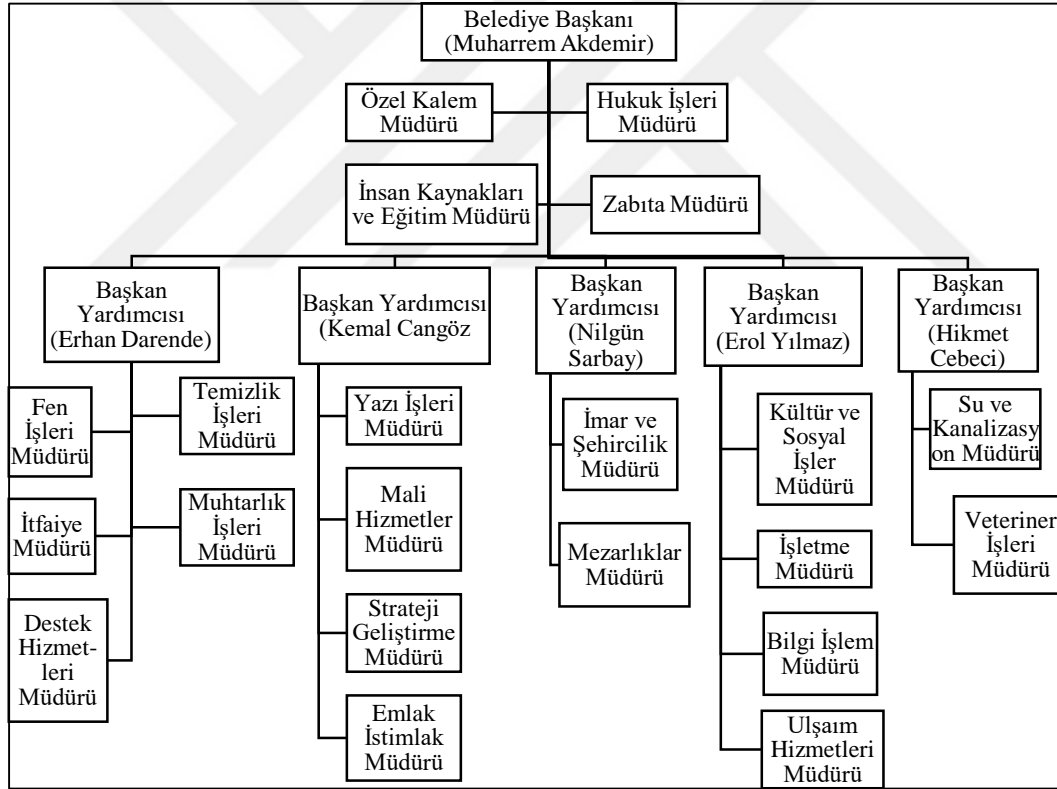 Belediye Başkanı
(Muharrem Akdemir)
Özel Kalem
Müdürü
Hukuk İşleri
Müdürü
İnsan Kaynakları
ve Eğitim Müdürü
Zabıta Müdürü
Başkan
Yardımcısı
(Erhan Darende)
Fen
İşleri
Müdürü
Temizlik
İşleri
Müdürü
İtfaiye
Müdürü
Muhtarlık
İşleri
Müdürü
Destek
Hizmet-
leri
Müdürü
Başkan Yardımcısı
(Kemal Cangöz
Yazı İşleri
Müdürü
Mali
Hizmetler
Müdürü
Strateji
Geliştirme
Müdürü
Emlak
İstimlak
Müdürü
Başkan
Yardımcısı
(Nilgün
Sarbay)
İmar ve
Şehircilik
Müdürü
Mezarlıklar
Müdürü
Başkan
Yardımcısı
(Erol Yılmaz)
Kültür ve
Sosyal
İşler
Müdürü
İşletme
Müdürü
Bilgi İşlem
Müdürü
Ulşaım
Hizmetleri
Müdürü
Başkan
Yardımcısı
(Hikmet
Cebeci)
Su ve
Kanalizasy
on Müdürü
Veteriner
İşleri
Müdürü